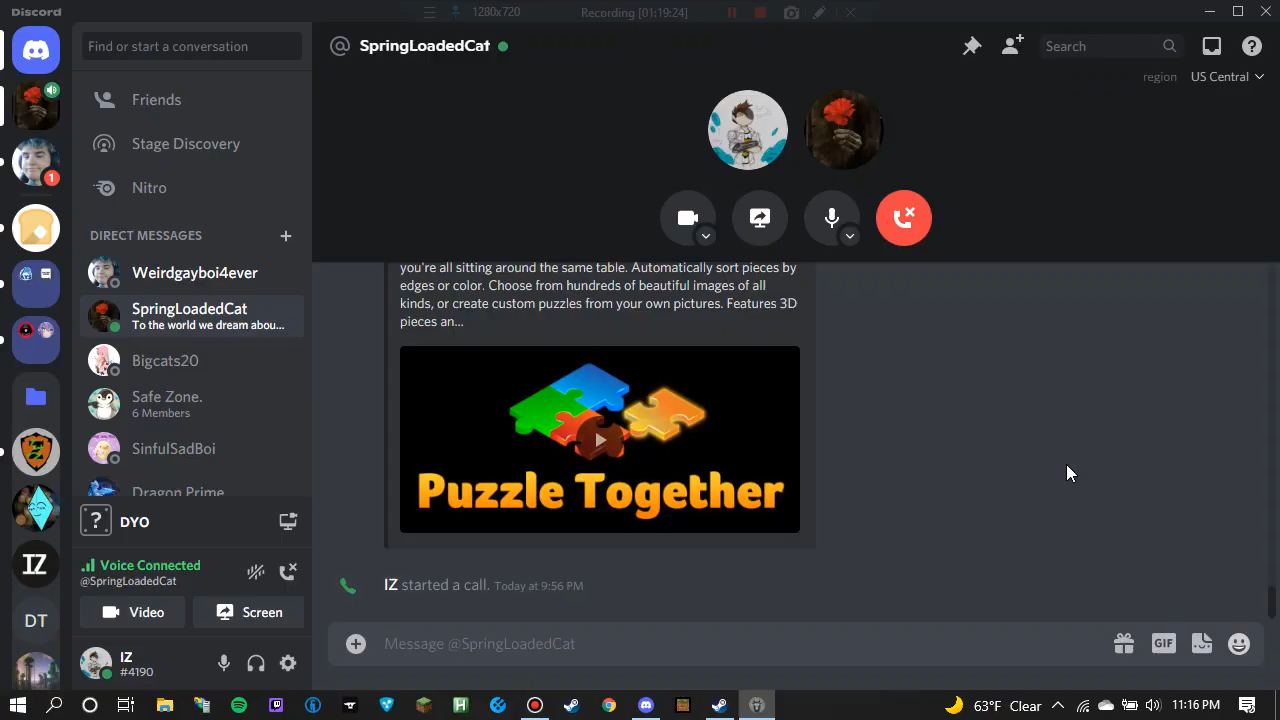 Discord
1280x720
Recording [01:19:24]
Find or start a conversation
SpringLoadedCat
Search
region
US Central
Friends
Stage Discovery
Nitro
DIRECT MESSAGES
Weirdgayboi4ever
SpringLoadedCat
To the world we dream abou...
Bigcats20
Safe Zone.
6 Members
SinfulSadBoi
Dragon Prime
1
IZ
DT
you're all sitting around the same table. Automatically sort pieces by
edges or color. Choose from hundreds of beautiful images of all
kinds, or create custom puzzles from your own pictures. Features 3D
pieces an...
Puzzle Together
IZ started a call. Today at 9:56 PM
? DYO
Voice Connected
@SpringLoadedCat
Video
Screen
IZ
#4190
Message @SpringLoadedCat
GIF
63°F Clear
11:16 PM